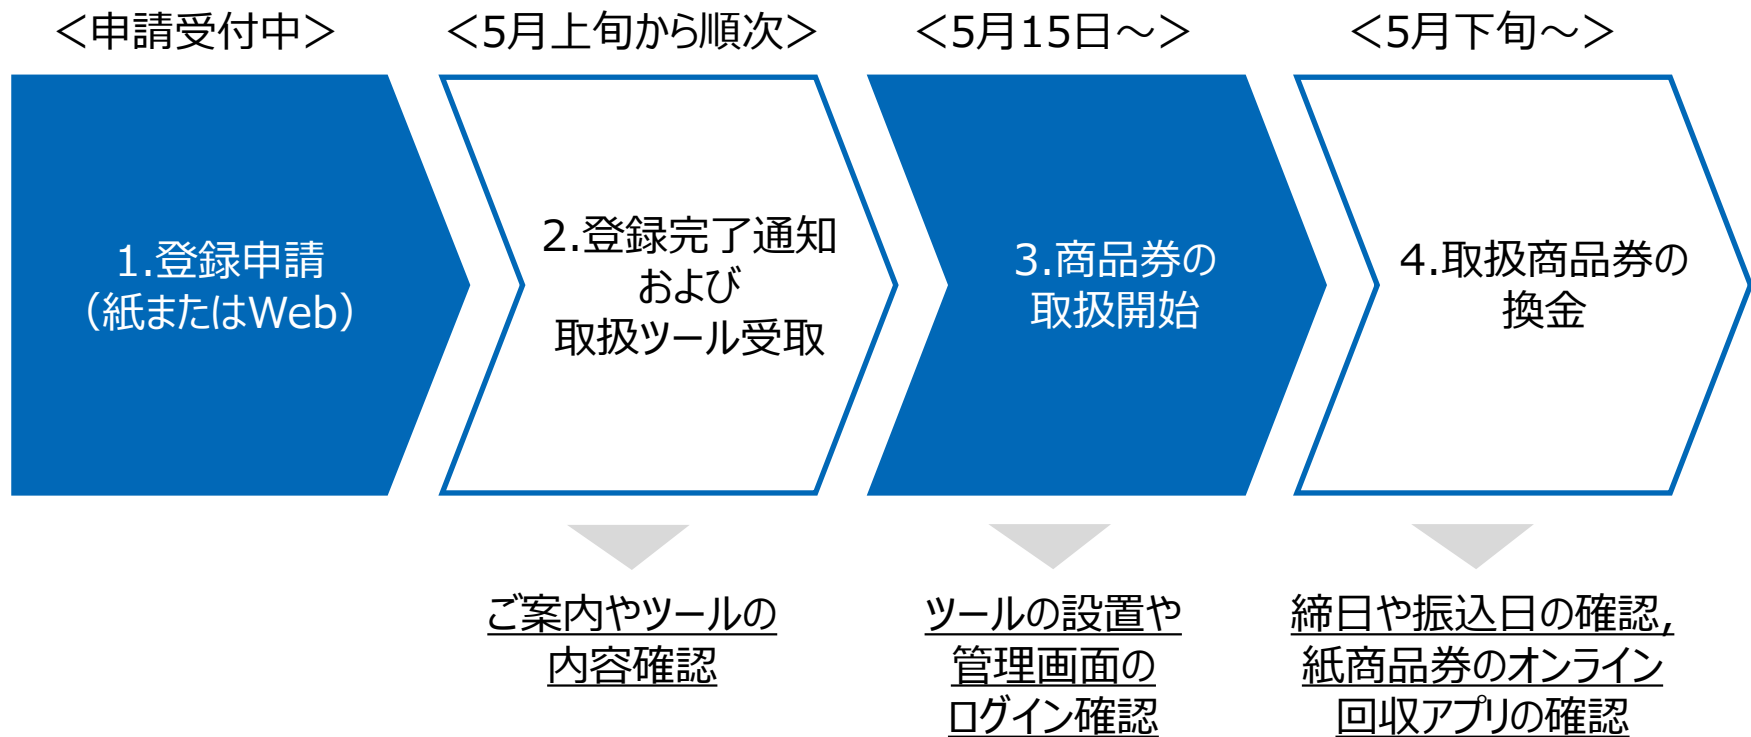 ＜申請受付中＞
＜5月上旬から順次＞
＜5月15日～＞
＜5月下旬～＞
1.登録申請
（紙またはWeb）
2.登録完了通知
および
取扱ツール受取
3.商品券の
取扱開始
4.取扱商品券の
換金
ご案内やツールの
内容確認
ツールの設置や
管理画面の
ログイン確認
締日や振込日の確認,
紙商品券のオンライン
回収アプリの確認